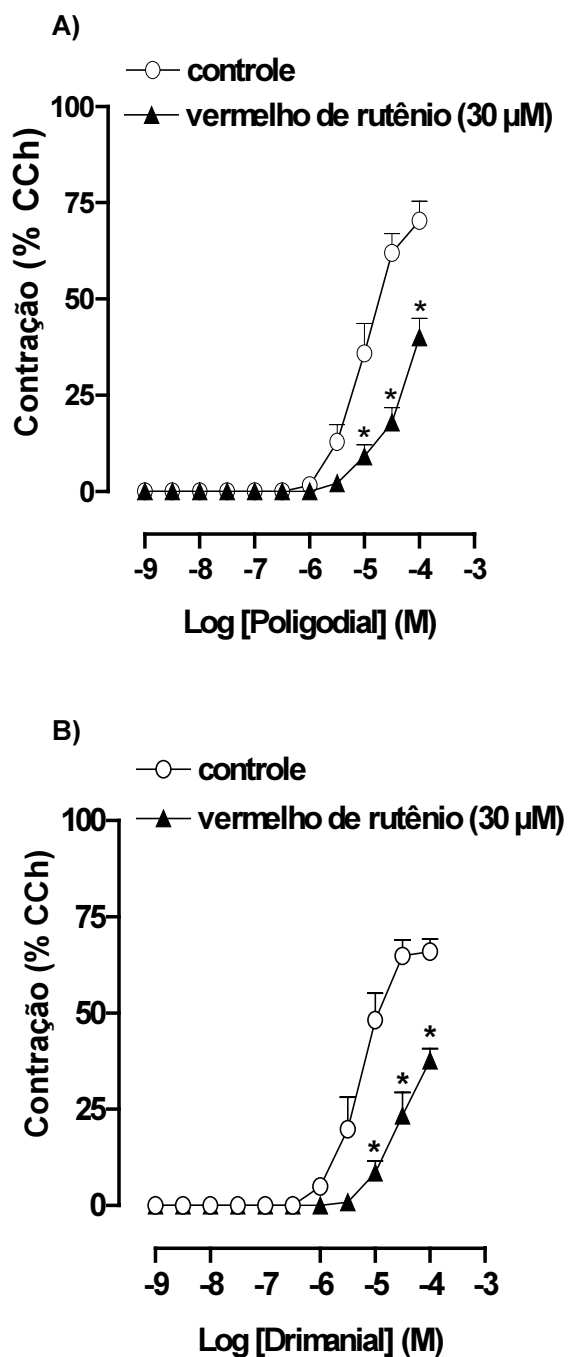 A)
controle
vermelho de rutênio (30 µM)
Contração (% CCh)
100
75
50
25
0
*
*
*
-9 -8 -7 -6 -5 -4 -3
Log [Poligodial] (M)
B)
controle
vermelho de rutênio (30 µM)
Contração (% CCh)
100
75
50
25
0
*
*
*
-9 -8 -7 -6 -5 -4 -3
Log [Drimanial] (M)